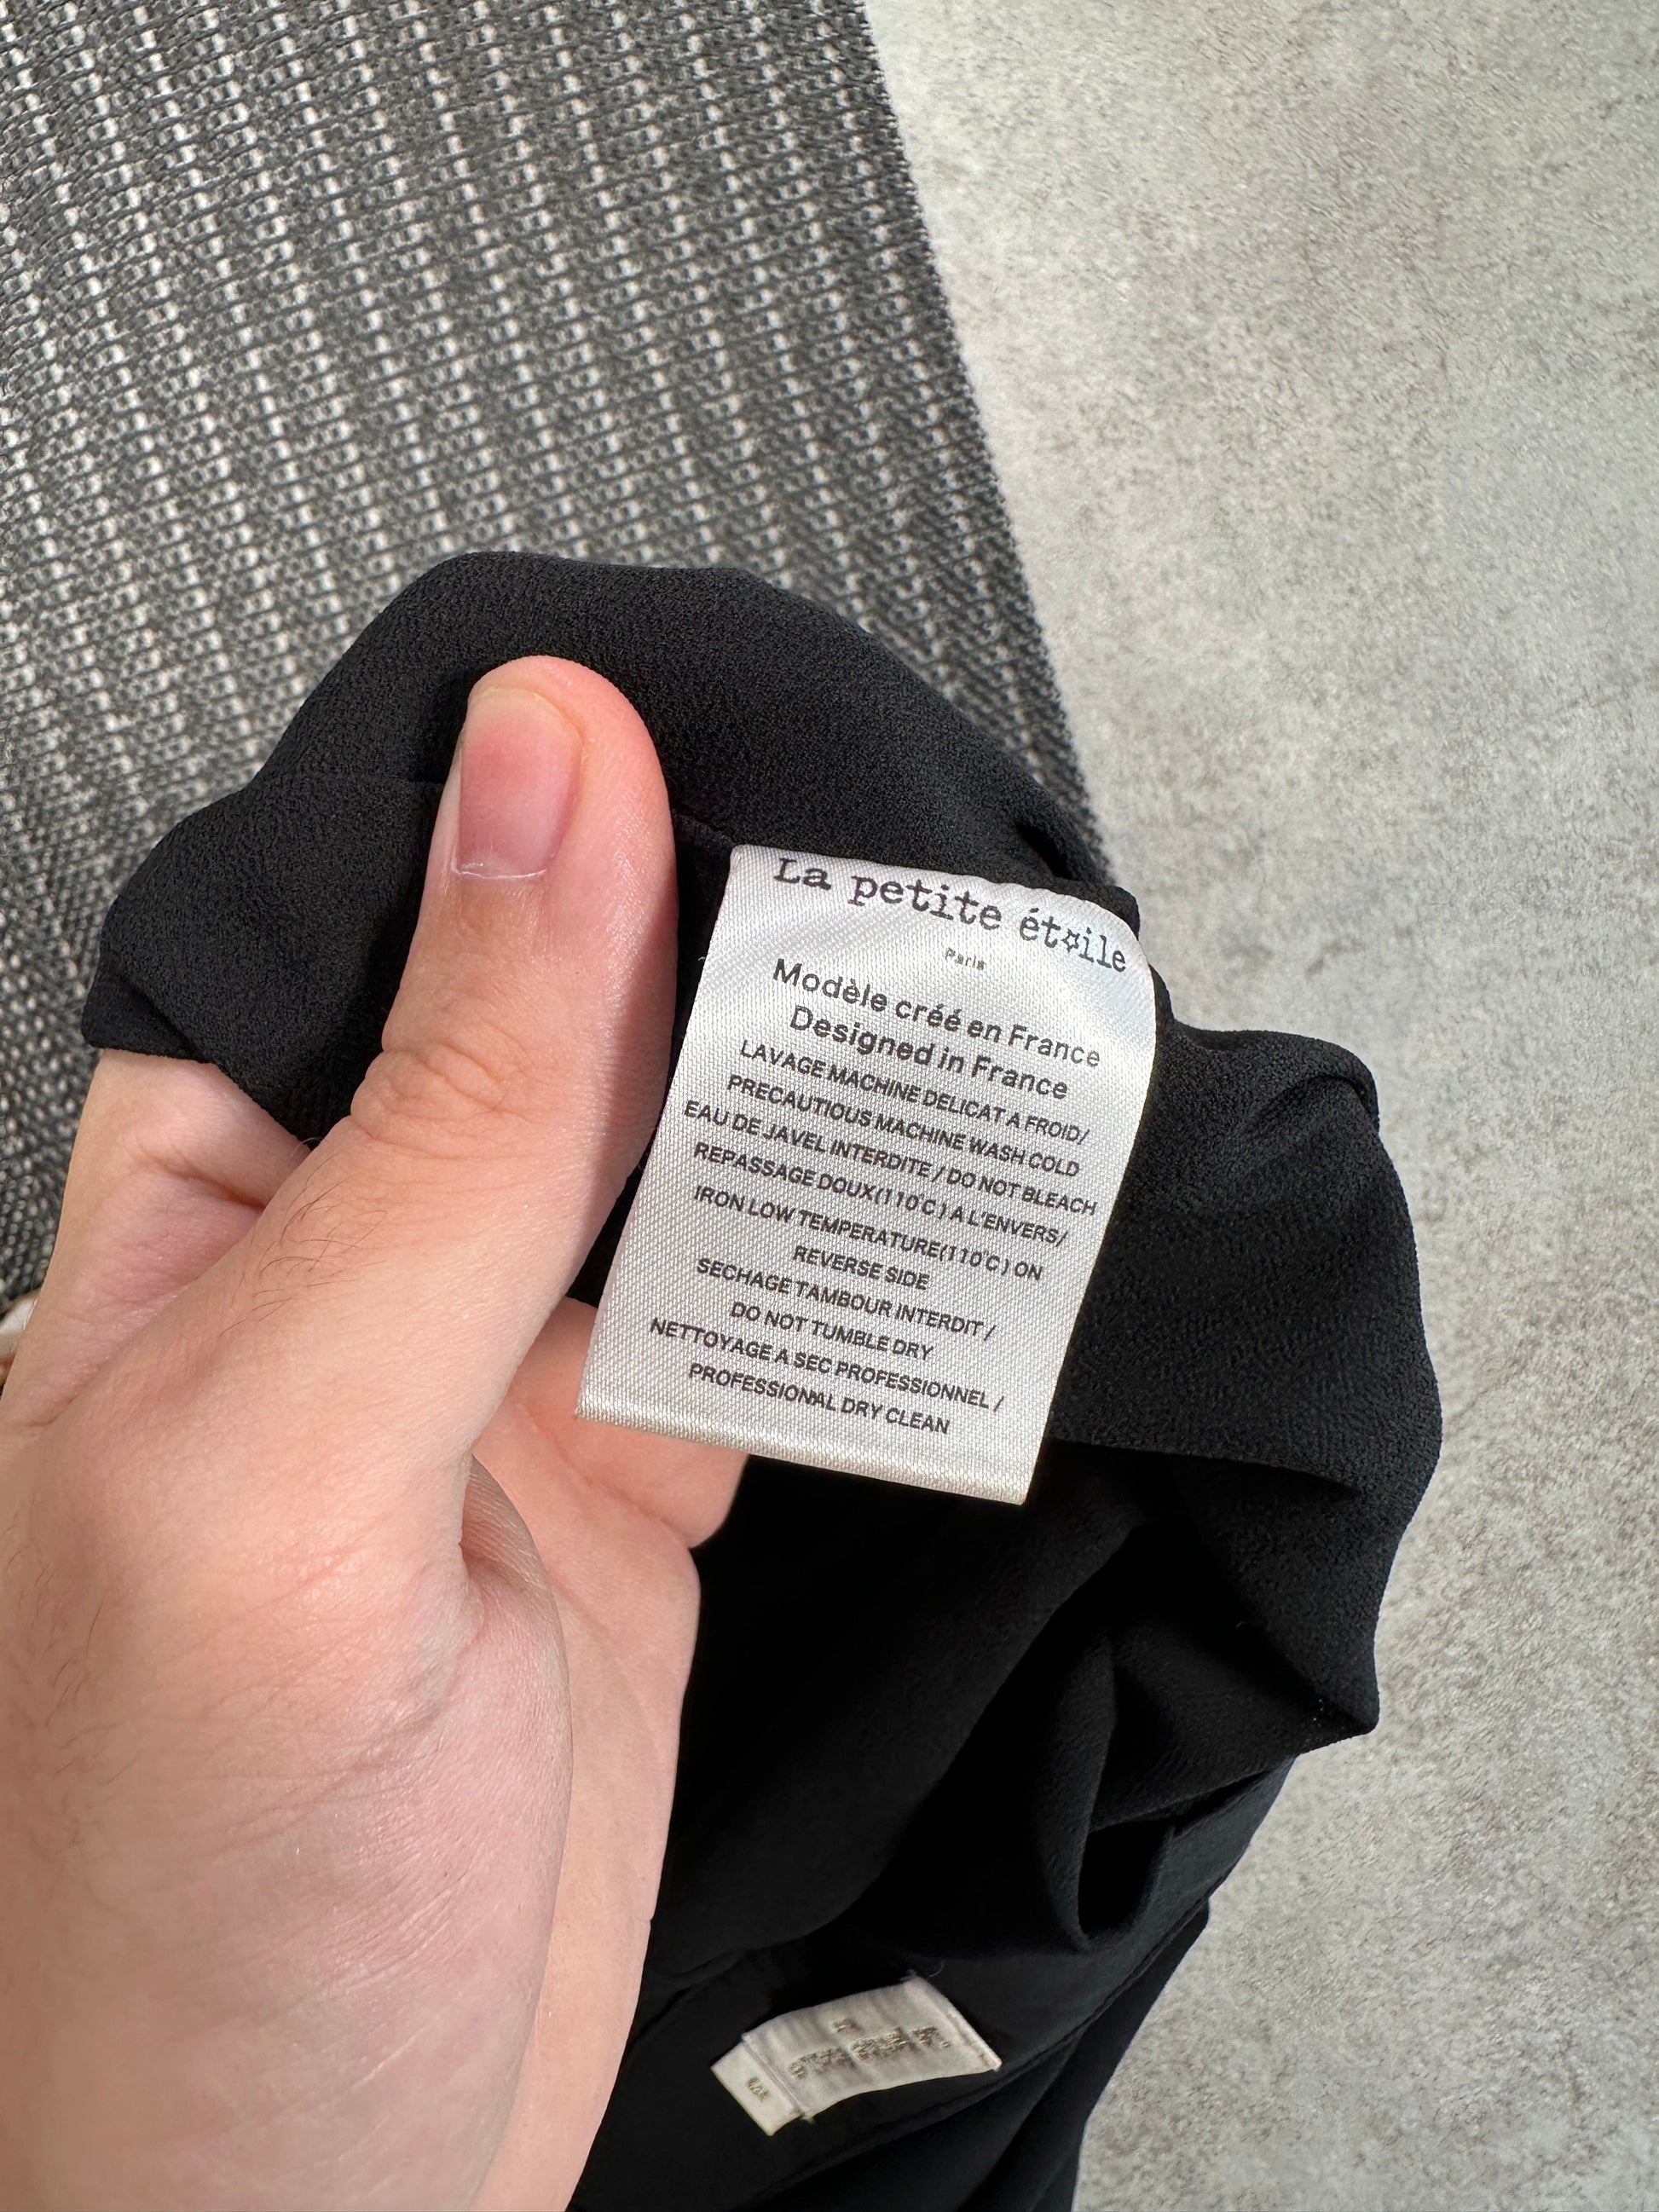 La petite étoile
Paris
Modèle créé en France
Designed in France
LAVAGE MACHINE DELICAT A FROID/
PRECAUTIOUS MACHINE WASH COLD
EAU DE JAVEL INTERDITE / DO NOT BLEACH
REPASSAGE DOUX(110°C) A L'ENVERS/
IRON LOW TEMPERATURE(110°C) ON
REVERSE SIDE
SECHAGE TAMBOUR INTERDIT /
DO NOT TUMBLE DRY
NETTOYAGE A SEC PROFESSIONNEL /
PROFESSIONNAL DRY CLEAN